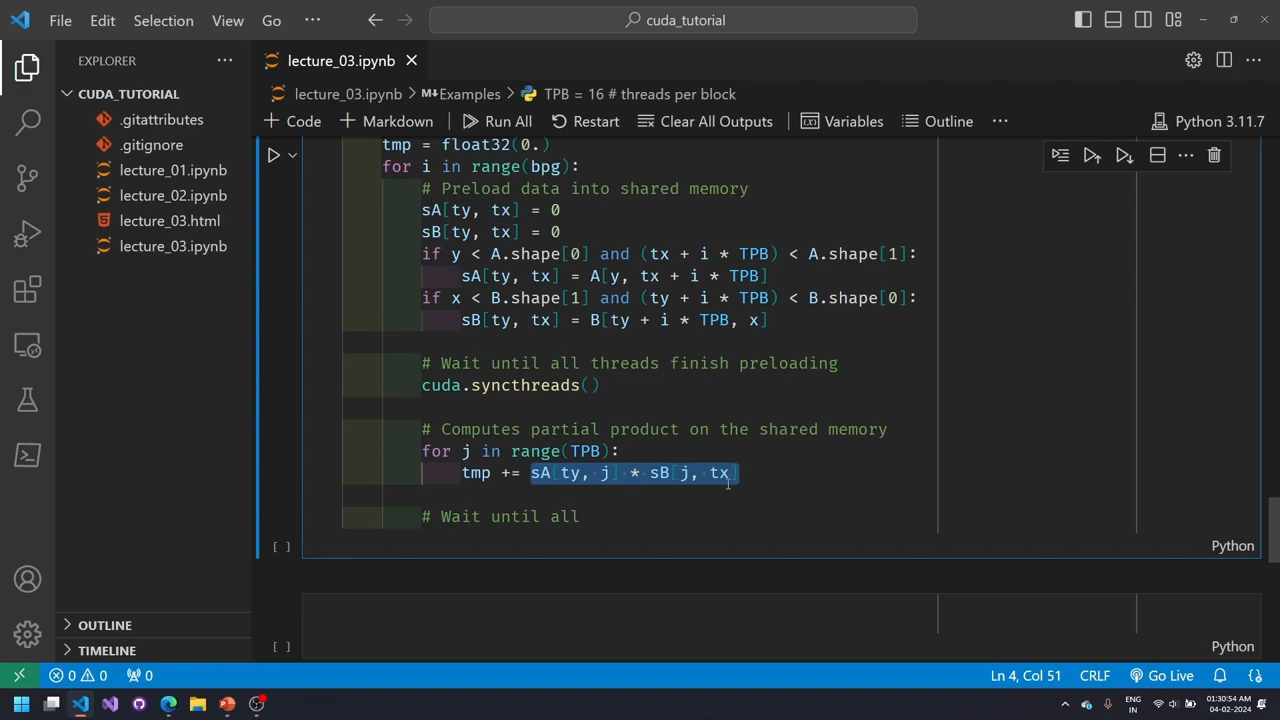 File Edit Selection View Go ··· cuda_tutorial
EXPLORER ···
CUDA_TUTORIAL
.gitattributes
.gitignore
lecture_01.ipynb
lecture_02.ipynb
lecture_03.html
lecture_03.ipynb
OUTLINE
TIMELINE
lecture_03.ipynb
lecture_03.ipynb > M↓Examples > TPB = 16 # threads per block
+ Code + Markdown Run All Restart Clear All Outputs Variables Outline ··· Python 3.11.7
tmp = float32(0.)
for i in range(bpg):
# Preload data into shared memory
sA[ty, tx] = 0
sB[ty, tx] = 0
if y < A.shape[0] and (tx + i * TPB) < A.shape[1]:
sA[ty, tx] = A[y, tx + i * TPB]
if x < B.shape[1] and (ty + i * TPB) < B.shape[0]:
sB[ty, tx] = B[ty + i * TPB, x]
# Wait until all threads finish preloading
cuda.syncthreads()
# Computes partial product on the shared memory
for j in range(TPB):
tmp += sA[ty, j] * sB[j, tx]
# Wait until all
[ ] Python
[ ] Python
0 0 0 Ln 4, Col 51 CRLF Go Live
ENG
IN
01:30:54
04-02-2024